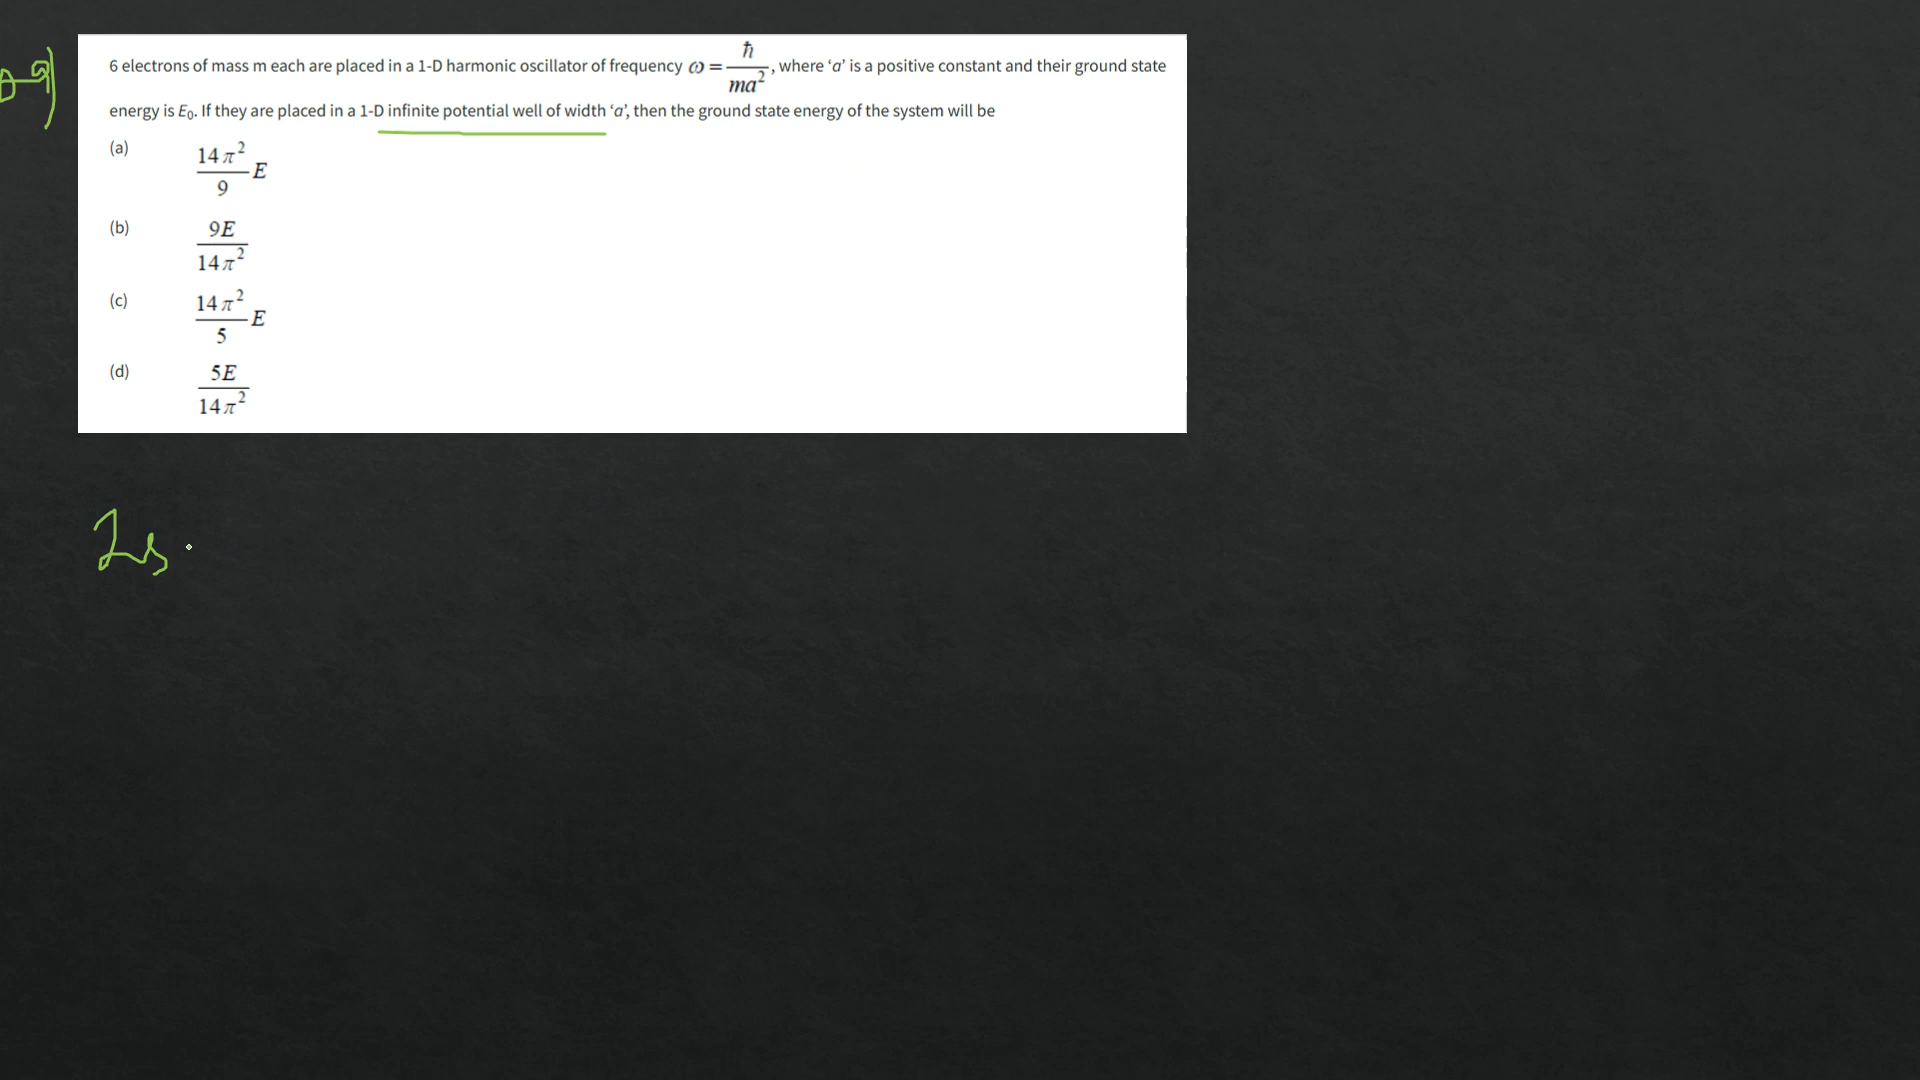 6 electrons of mass m each are placed in a 1-D harmonic oscillator of frequency ω = ħ/ma², where ‘a’ is a positive constant and their ground state
energy is E₀. If they are placed in a 1-D infinite potential well of width ‘a’, then the ground state energy of the system will be
(a) 14π²/9 E
(b) 9E/14π²
(c) 14π²/5 E
(d) 5E/14π²